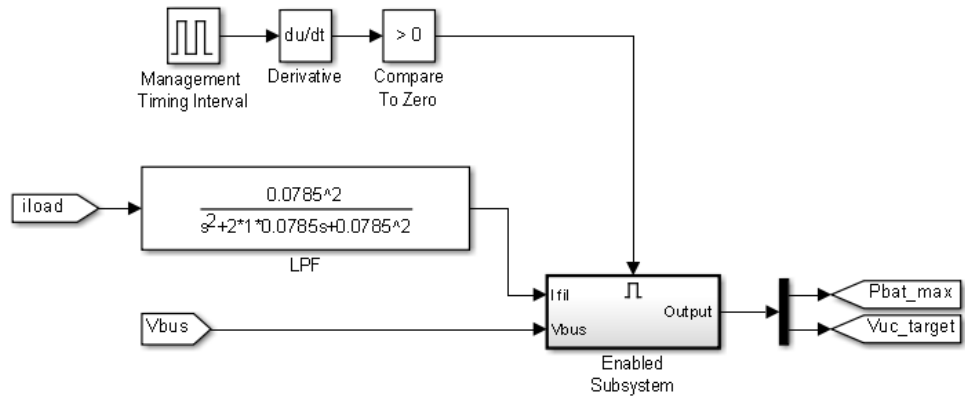 du/dt
> 0
Management
Timing Interval
Derivative
Compare
To Zero
iload
0.0785^2
s^2+2*1*0.0785s+0.0785^2
LPF
Vbus
Ifil
Vbus
Output
Enabled
Subsystem
Pbat_max
Vuc_target